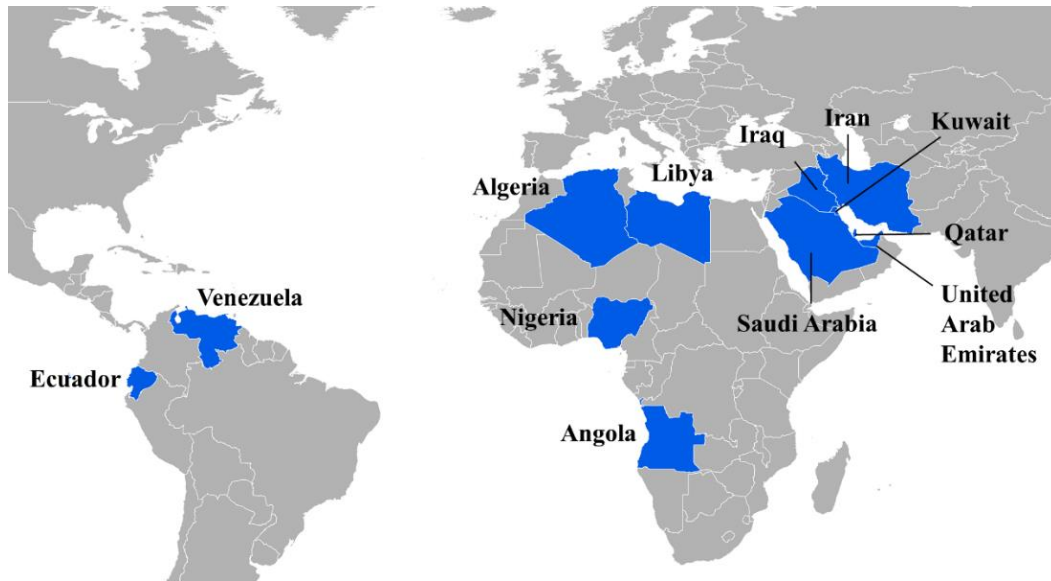 Iran
Kuwait
Iraq
Algeria
Libya
Qatar
Venezuela
Nigeria
Saudi Arabia
United
Arab
Emirates
Ecuador
Angola